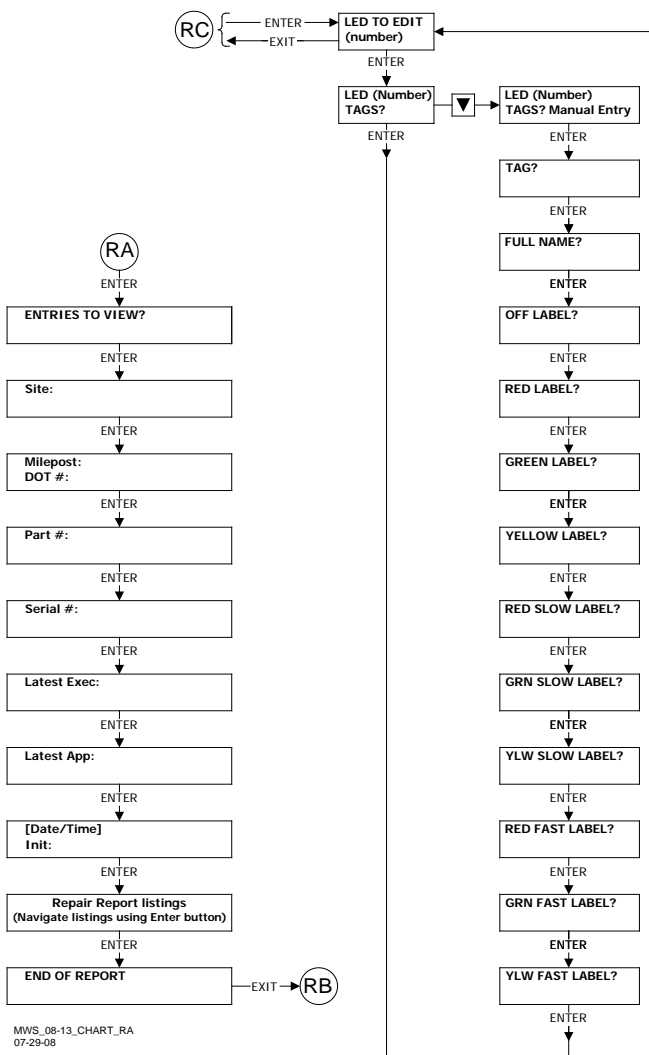 RC
ENTER
EXIT
LED TO EDIT
(number)
ENTER
LED (Number)
TAGS?
▼
LED (Number)
TAGS? Manual Entry
ENTER
ENTER
TAG?
ENTER
FULL NAME?
ENTER
OFF LABEL?
ENTER
RED LABEL?
ENTER
GREEN LABEL?
ENTER
YELLOW LABEL?
ENTER
RED SLOW LABEL?
ENTER
GRN SLOW LABEL?
ENTER
YLW SLOW LABEL?
ENTER
RED FAST LABEL?
ENTER
GRN FAST LABEL?
ENTER
YLW FAST LABEL?
ENTER
RA
ENTER
ENTRIES TO VIEW?
ENTER
Site:
ENTER
Milepost:
DOT #:
ENTER
Part #:
ENTER
Serial #:
ENTER
Latest Exec:
ENTER
Latest App:
ENTER
[Date/Time]
Init:
ENTER
Repair Report listings
(Navigate listings using Enter button)
ENTER
END OF REPORT
EXIT
RB
MWS_08-13_CHART_RA
07-29-08